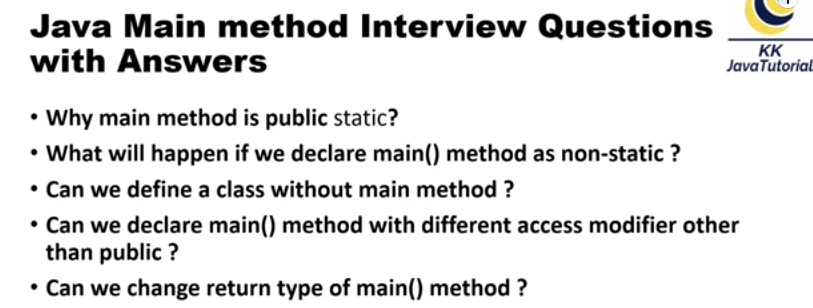 Java Main method Interview Questions
with Answers
KK
JavaTutorial
• Why main method is public static?
• What will happen if we declare main() method as non-static ?
• Can we define a class without main method ?
• Can we declare main() method with different access modifier other
than public ?
• Can we change return type of main() method ?